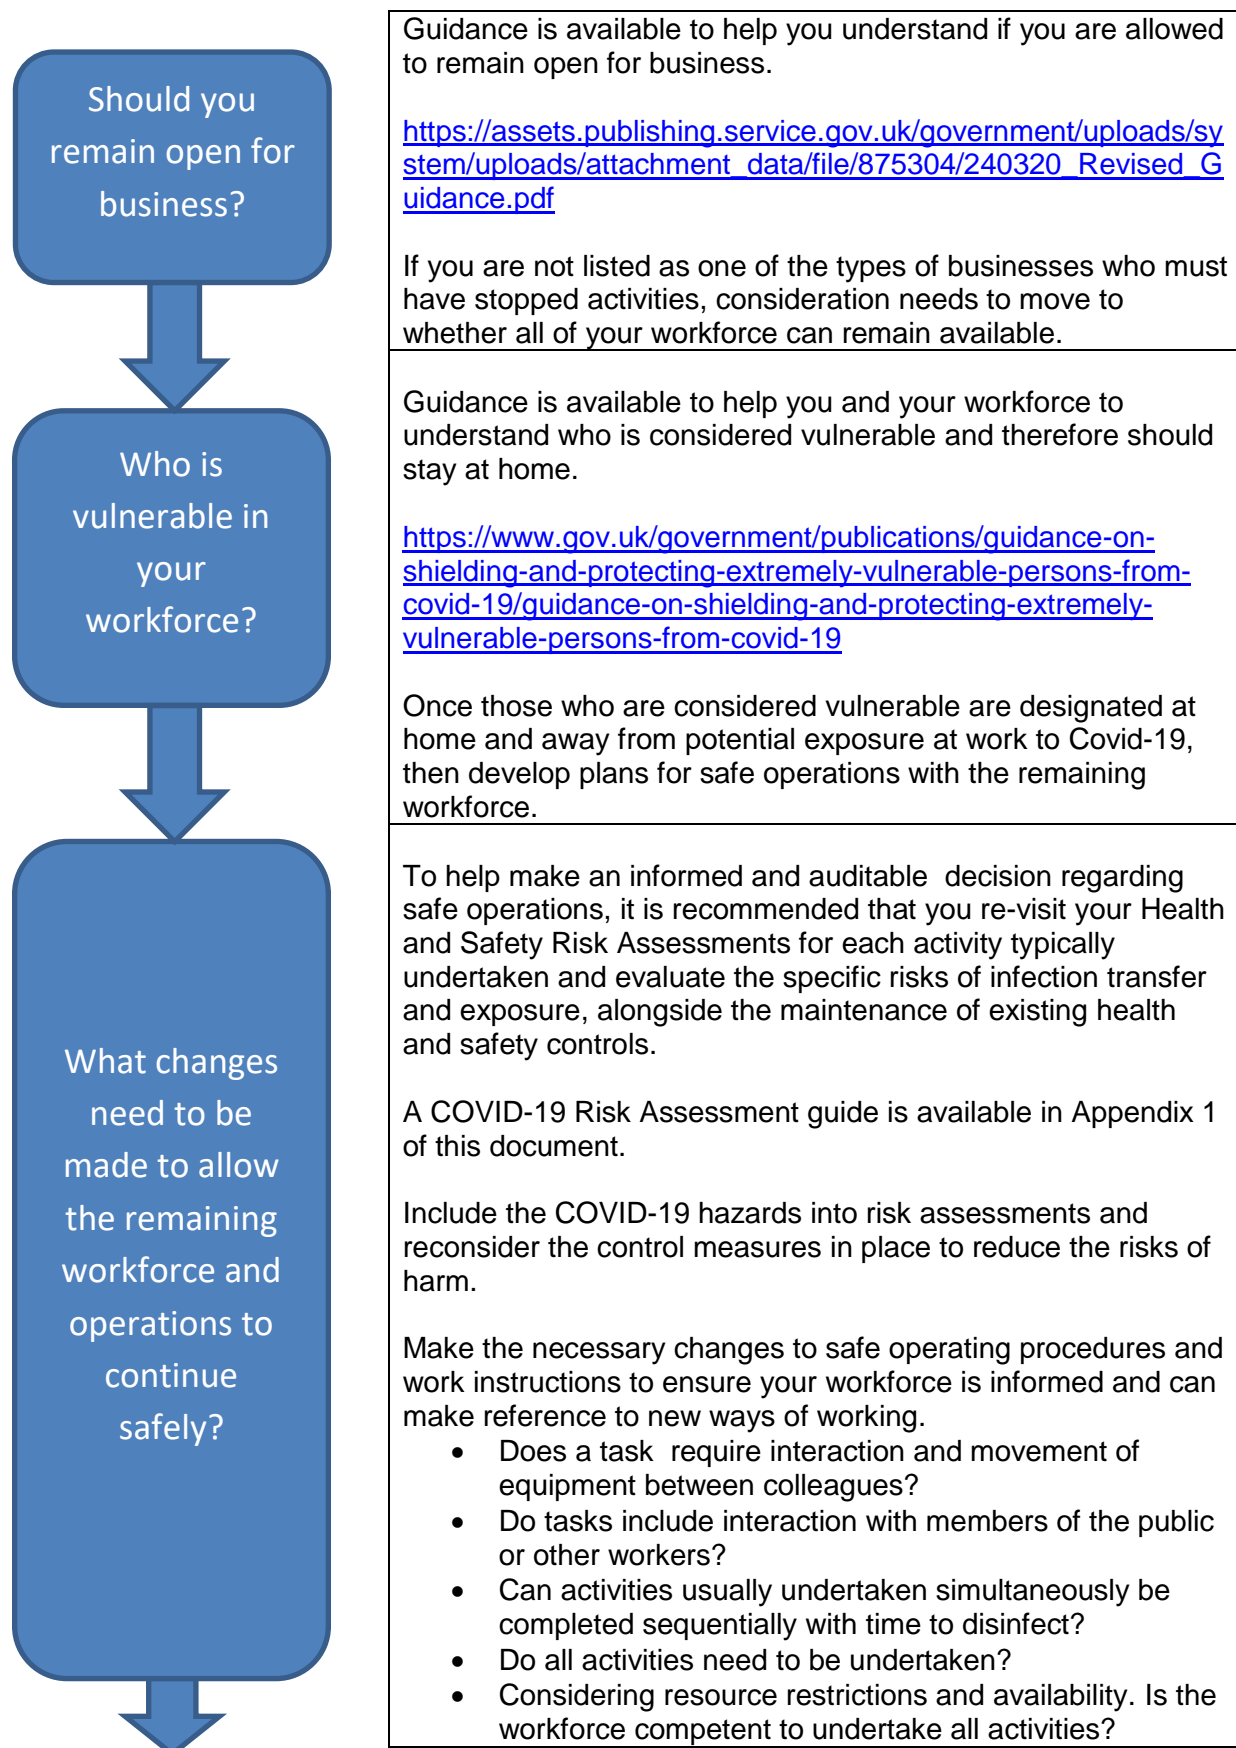 Should you
remain open for
business?
Guidance is available to help you understand if you are allowed
to remain open for business.
https://assets.publishing.service.gov.uk/government/uploads/sy
stem/uploads/attachment_data/file/875304/240320_Revised_G
uidance.pdf
If you are not listed as one of the types of businesses who must
have stopped activities, consideration needs to move to
whether all of your workforce can remain available.
Who is
vulnerable in
your
workforce?
Guidance is available to help you and your workforce to
understand who is considered vulnerable and therefore should
stay at home.
https://www.gov.uk/government/publications/guidance-on-
shielding-and-protecting-extremely-vulnerable-persons-from-
covid-19/guidance-on-shielding-and-protecting-extremely-
vulnerable-persons-from-covid-19
Once those who are considered vulnerable are designated at
home and away from potential exposure at work to Covid-19,
then develop plans for safe operations with the remaining
workforce.
What changes
need to be
made to allow
the remaining
workforce and
operations to
continue
safely?
To help make an informed and auditable  decision regarding
safe operations, it is recommended that you re-visit your Health
and Safety Risk Assessments for each activity typically
undertaken and evaluate the specific risks of infection transfer
and exposure, alongside the maintenance of existing health
and safety controls.
A COVID-19 Risk Assessment guide is available in Appendix 1
of this document.
Include the COVID-19 hazards into risk assessments and
reconsider the control measures in place to reduce the risks of
harm.
Make the necessary changes to safe operating procedures and
work instructions to ensure your workforce is informed and can
make reference to new ways of working.
• Does a task  require interaction and movement of
equipment between colleagues?
• Do tasks include interaction with members of the public
or other workers?
• Can activities usually undertaken simultaneously be
completed sequentially with time to disinfect?
• Do all activities need to be undertaken?
• Considering resource restrictions and availability. Is the
workforce competent to undertake all activities?